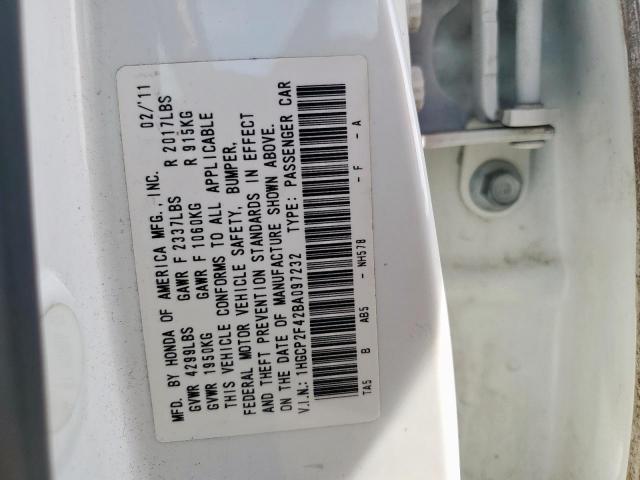 MFD. BY HONDA OF AMERICA MFG., INC. 02/'11
GVWR 4299LBS GAWR F 2337LBS R 2017LBS
GVWR 1950KG GAWR F 1060KG R 915KG
THIS VEHICLE CONFORMS TO ALL APPLICABLE
FEDERAL MOTOR VEHICLE SAFETY, BUMPER,
AND THEFT PREVENTION STANDARDS IN EFFECT
ON THE DATE OF MANUFACTURE SHOWN ABOVE.
V.I.N.: 1HGCP2F42BA097232 TYPE: PASSENGER CAR
TA5 B AB5 - NH578 - F - A